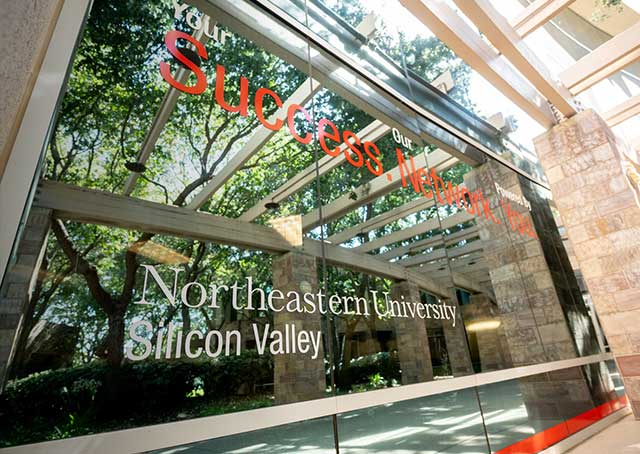 Your
Success.
Our
Network.
Northeastern University
Silicon Valley